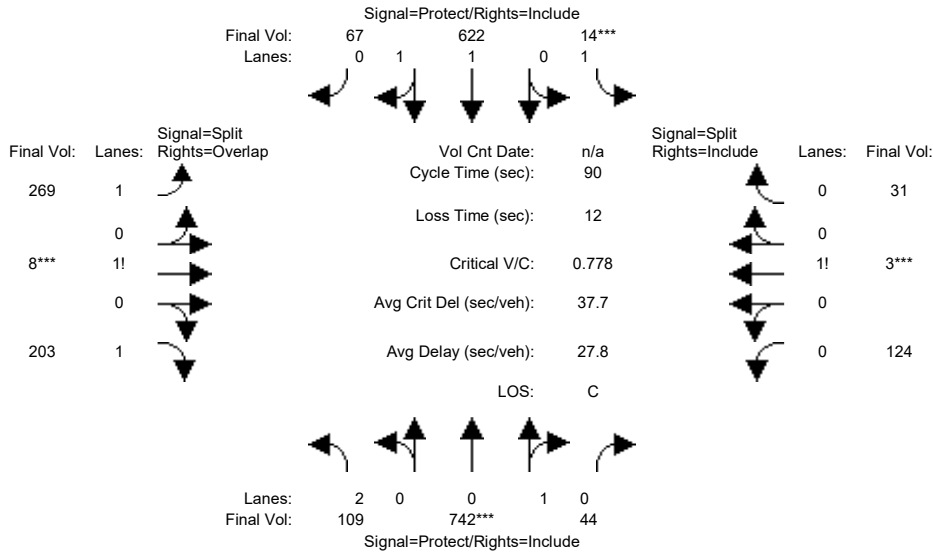 Signal=Protect/Rights=Include
Final Vol: 67 622 14***
Lanes: 0 1 1 0 1
Signal=Split
Final Vol: Lanes: Rights=Overlap
Vol Cnt Date: n/a
Signal=Split
Rights=Include Lanes: Final Vol:
Cycle Time (sec): 90
269 1
0 31
Loss Time (sec): 12
0
0
8*** 1!
Critical V/C: 0.778
1! 3***
0
Avg Crit Del (sec/veh): 37.7
0
203 1
Avg Delay (sec/veh): 27.8
0 124
LOS: C
Lanes: 2 0 0 1 0
Final Vol: 109 742*** 44
Signal=Protect/Rights=Include